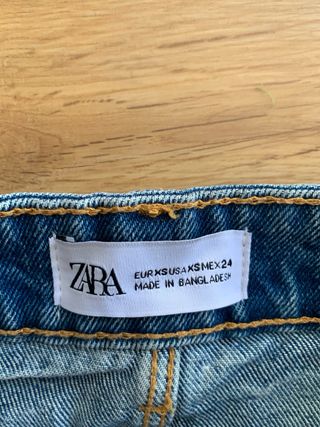 ZARA
EUR XS USA XS MEX 24
MADE IN BANGLADESH